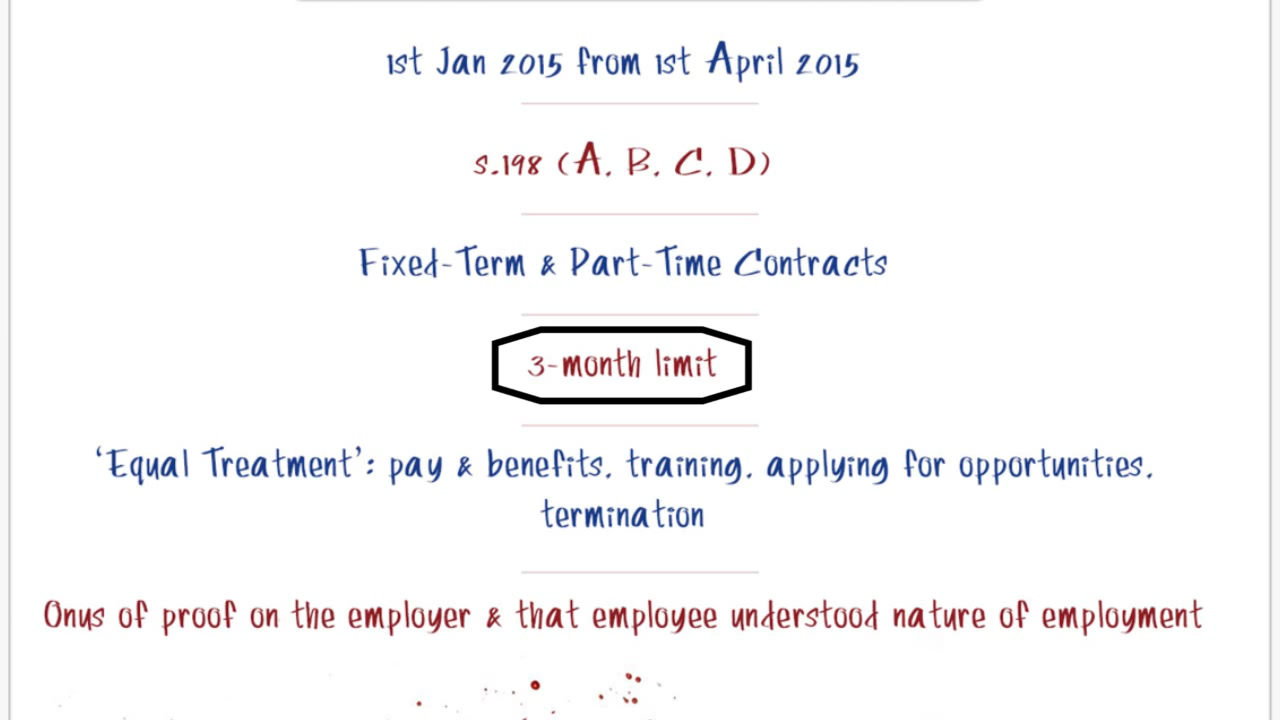 1st Jan 2015 from 1st April 2015
S.198 (A, B, C, D)
Fixed-Term & Part-Time Contracts
3-month limit
‘Equal Treatment’: pay & benefits, training, applying for opportunities,
termination
Onus of proof on the employer & that employee understood nature of employment